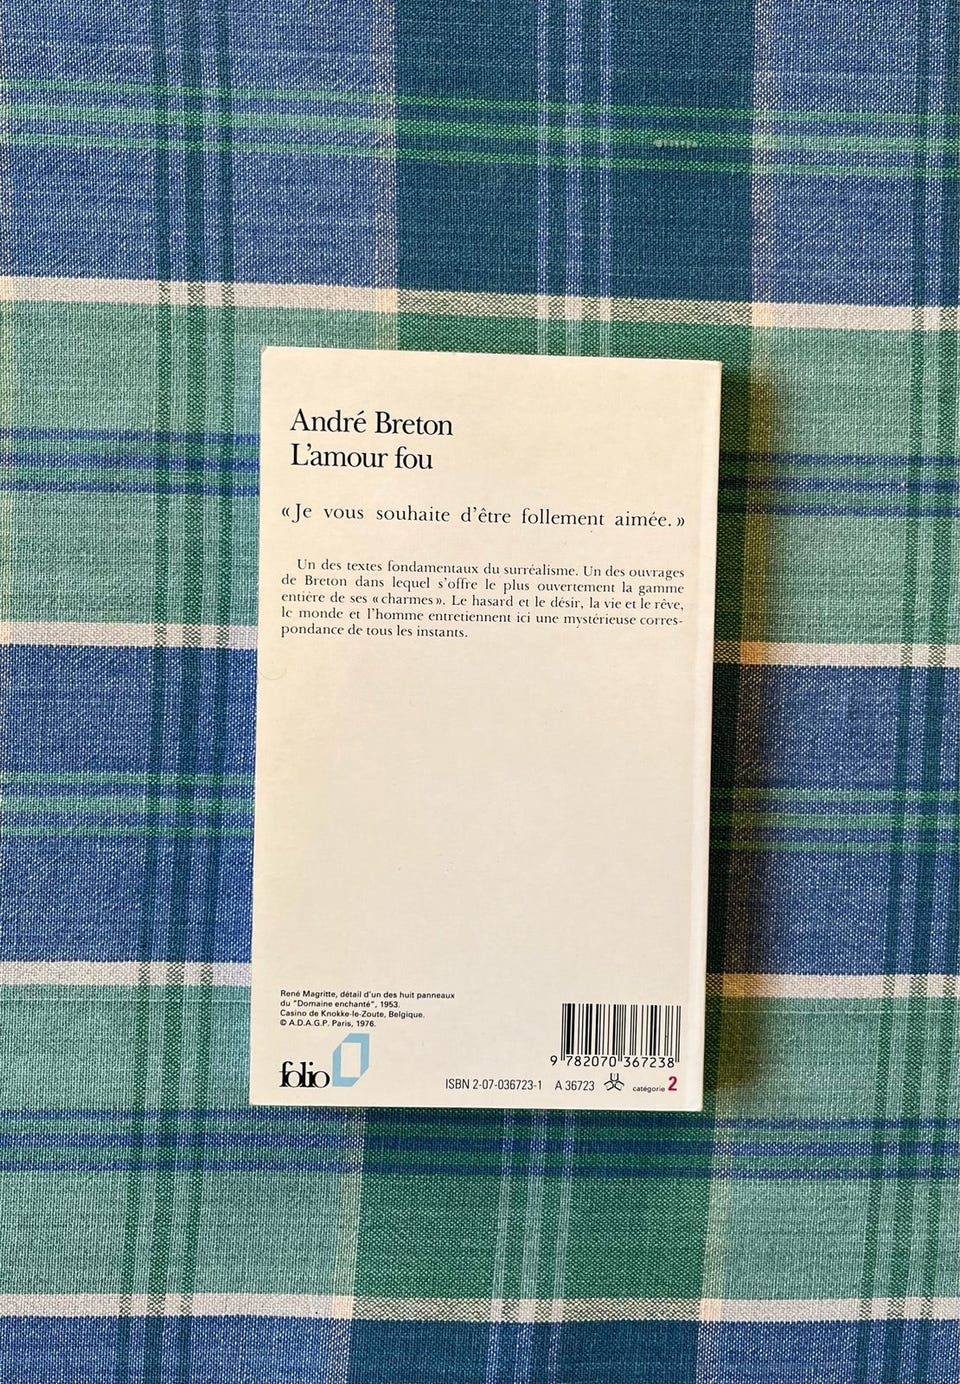 André Breton
L'amour fou
« Je vous souhaite d'être follement aimée. »
Un des textes fondamentaux du surréalisme. Un des ouvrages
de Breton dans lequel s'offre le plus ouvertement la gamme
entière de ses « charmes ». Le hasard et le désir, la vie et le rêve,
le monde et l'homme entretiennent ici une mystérieuse corres-
pondance de tous les instants.
René Magritte, détail d'un des huit panneaux
du "Domaine enchanté", 1953.
Casino de Knokke-le-Zoute, Belgique.
© A.D.A.G.P. Paris, 1976.
folio
9 782070 367238
ISBN 2-07-036723-1 A 36723 catégorie 2